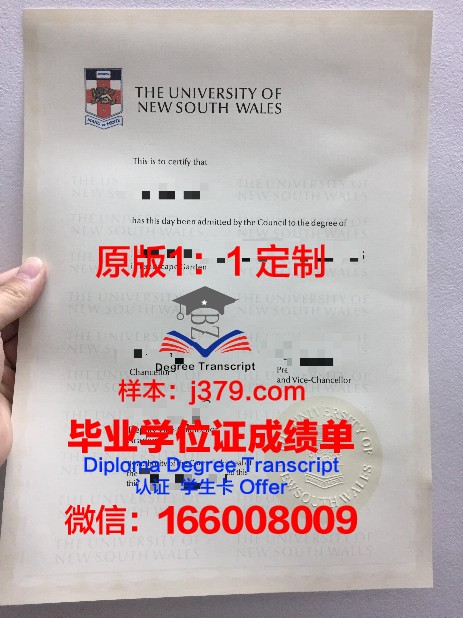 THE UNIVERSITY OF
NEW SOUTH WALES
This is to certify that
has this day been admitted by the Council to the degree of
原版1：1 定制
Garden
Degree Transcript
Chancellor
Pre
and Vice-Chancellor
样本：j379.com
毕业学位证成绩单
Diploma Degree Transcript
认证 学生卡 Offer
微信：166008009